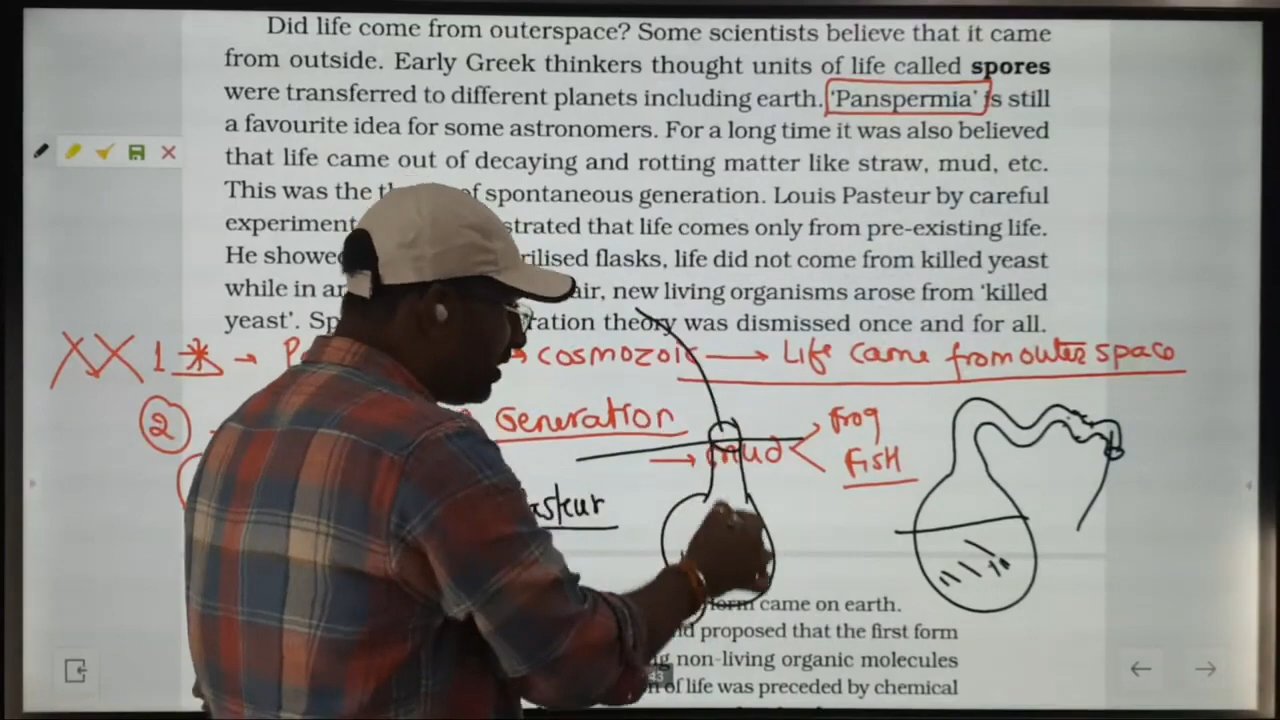 Did life come from outerspace? Some scientists believe that it came
from outside. Early Greek thinkers thought units of life called spores
were transferred to different planets including earth. 'Panspermia' is still
a favourite idea for some astronomers. For a long time it was also believed
that life came out of decaying and rotting matter like straw, mud, etc.
This was the of spontaneous generation. Louis Pasteur by careful
experiment strated that life comes only from pre-existing life.
He showed rilised flasks, life did not come from killed yeast
while in air, new living organisms arose from 'killed
yeast'. ration theory was dismissed once and for all.
XX 1 * → → cosmozoic → Life came from outer space
2 Generation → mud Frog
Fish
form came on earth.
proposed that the first form
non-living organic molecules
of life was preceded by chemical